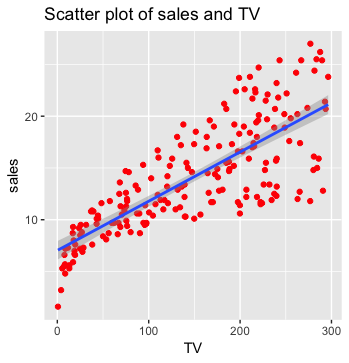 Scatter plot of sales and TV
20
10
sales
0 100 200 300
TV